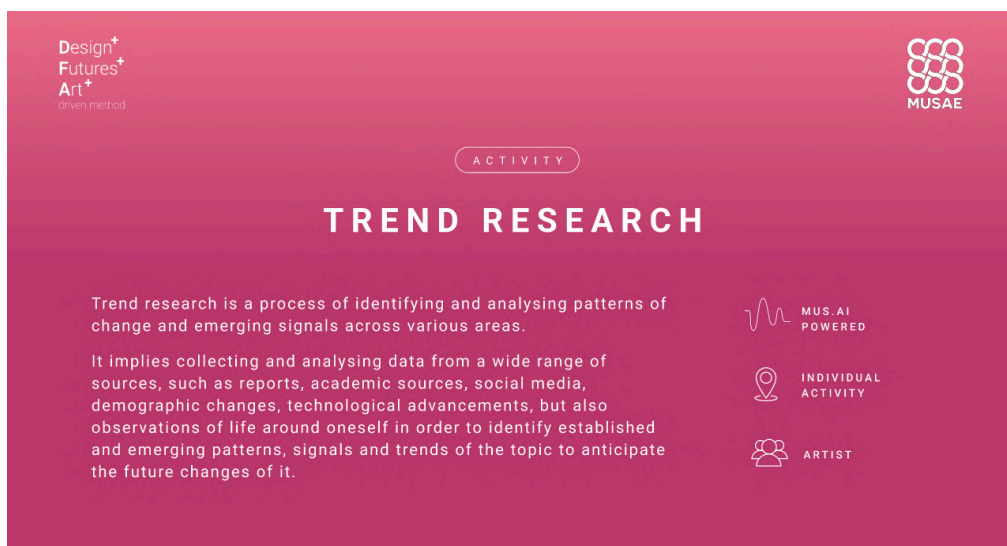 Design+
Futures+
Art+
driven method
MUSAE
ACTIVITY
TREND RESEARCH
Trend research is a process of identifying and analysing patterns of
change and emerging signals across various areas.
It implies collecting and analysing data from a wide range of
sources, such as reports, academic sources, social media,
demographic changes, technological advancements, but also
observations of life around oneself in order to identify established
and emerging patterns, signals and trends of the topic to anticipate
the future changes of it.
MUS.AI
POWERED
INDIVIDUAL
ACTIVITY
ARTIST